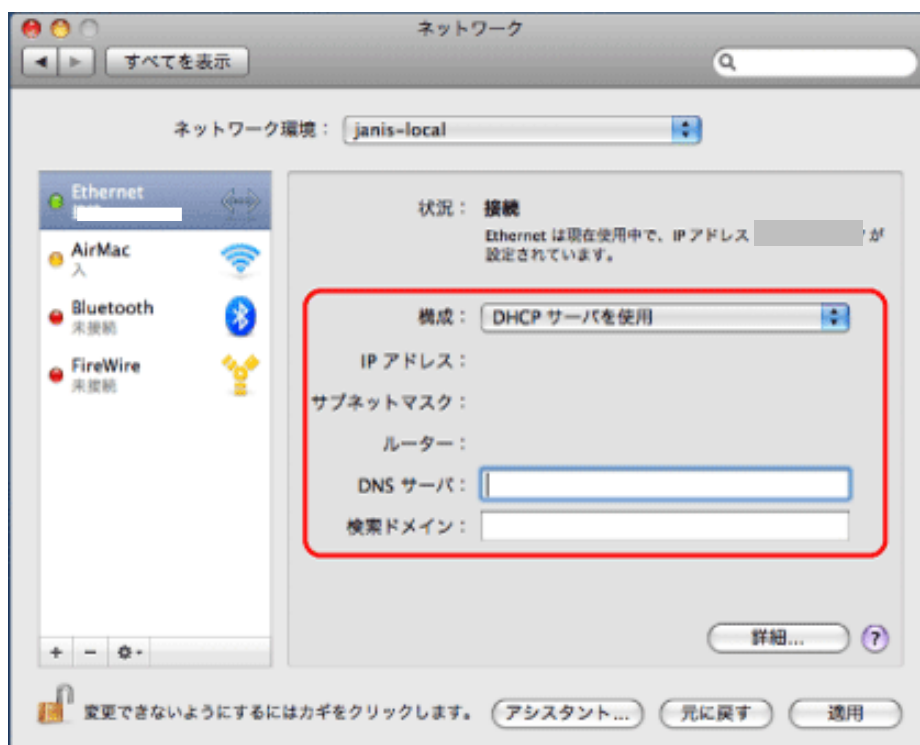 ネットワーク
すべてを表示
ネットワーク環境： janis-local
Ethernet
AirMac
入
Bluetooth
未接続
FireWire
未接続
状況： 接続
Ethernet は現在使用中で、IP アドレス が
設定されています。
構成： DHCP サーバを使用
IP アドレス：
サブネットマスク：
ルーター：
DNS サーバ：
検索ドメイン：
詳細... ?
変更できないようにするにはカギをクリックします。 アシスタント... 元に戻す 適用